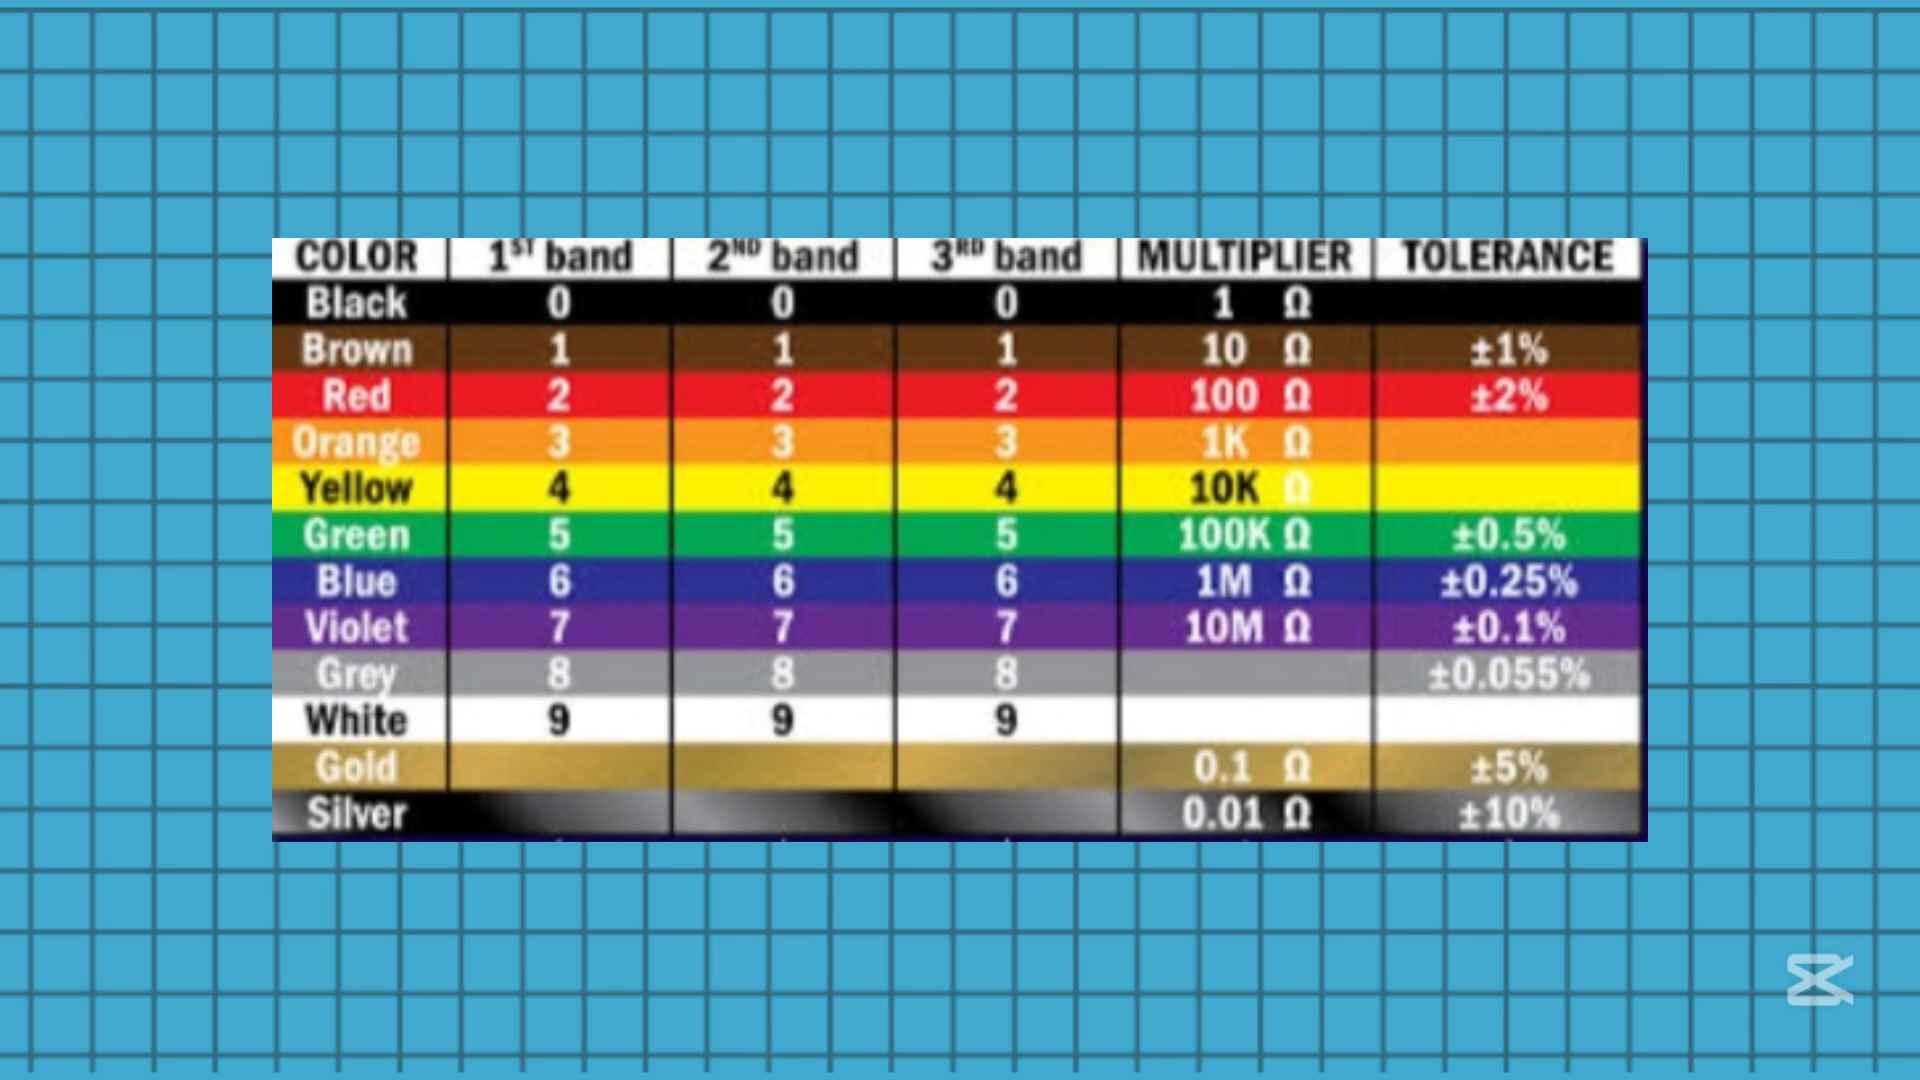 COLOR 1ST band 2ND band 3RD band MULTIPLIER TOLERANCE
Black 0 0 0 1 Ω
Brown 1 1 1 10 Ω ±1%
Red 2 2 2 100 Ω ±2%
Orange 3 3 3 1K Ω
Yellow 4 4 4 10K Ω
Green 5 5 5 100K Ω ±0.5%
Blue 6 6 6 1M Ω ±0.25%
Violet 7 7 7 10M Ω ±0.1%
Grey 8 8 8 ±0.055%
White 9 9 9
Gold 0.1 Ω ±5%
Silver 0.01 Ω ±10%